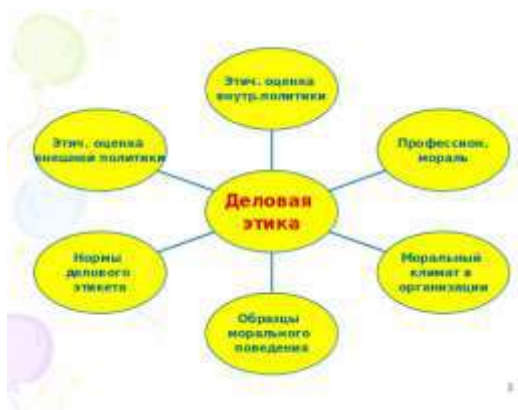 Этич. оценка
внутр.политики
Этич. оценка
внешней политики
Профессион.
мораль
Деловая
этика
Нормы
делового
этикета
Моральный
климат в
организации
Образцы
морального
поведения